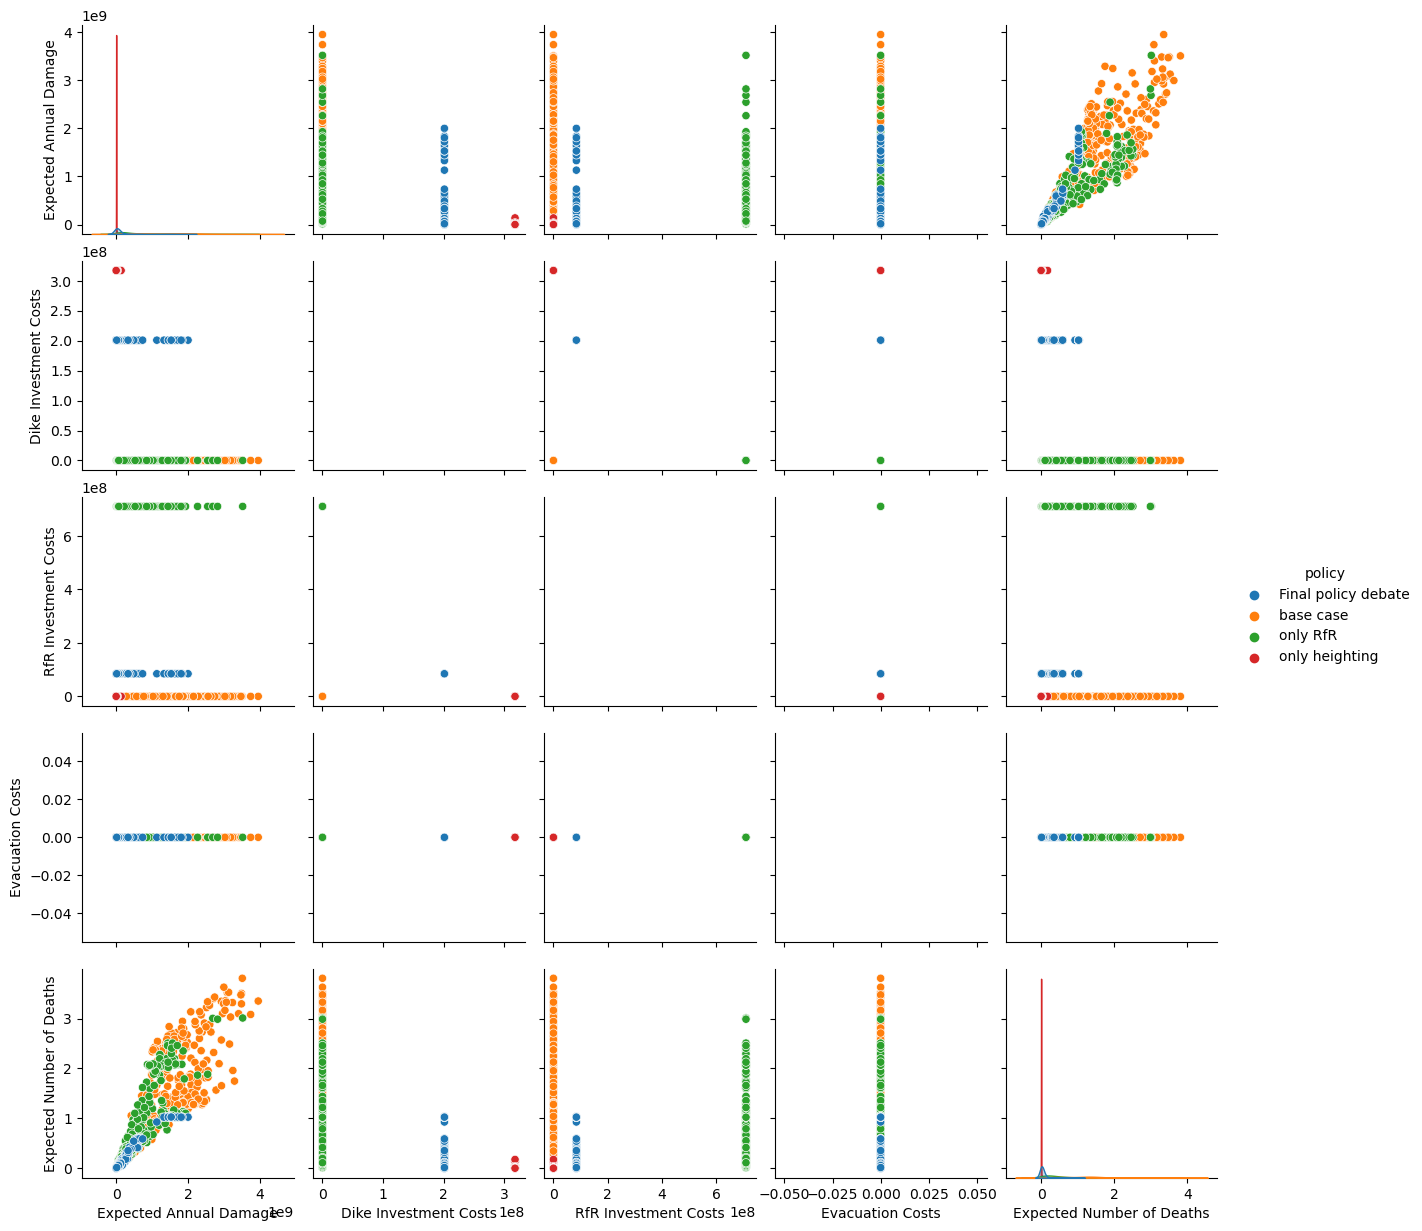 1e9
4
3
2
1
0
Expected Annual Damage
1e8
3.0
2.5
2.0
1.5
1.0
0.5
0.0
Dike Investment Costs
1e8
6
4
2
0
RfR Investment Costs
policy
Final policy debate
base case
only RfR
only heighting
0.04
0.02
0.00
−0.02
−0.04
Evacuation Costs
3
2
1
0
Expected Number of Deaths
0 2 4
0 1 2 3
0 2 4 6
−0.050 −0.025 0.000 0.025 0.050
0 2 4
Expected Annual Damage 1e9
Dike Investment Costs 1e8
RfR Investment Costs 1e8
Evacuation Costs
Expected Number of Deaths